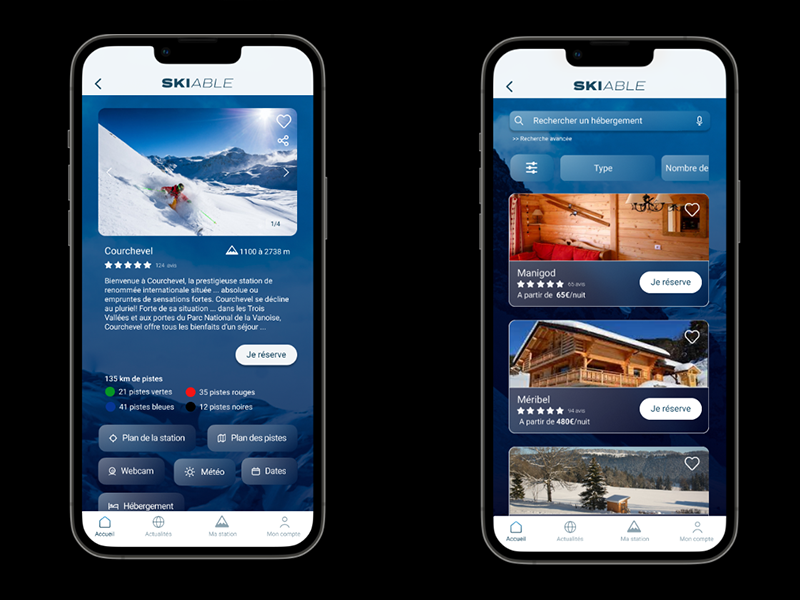 SKIABLE
1/4
Courchevel
1100 à 2738 m
124 avis
Bienvenue à Courchevel, la prestigieuse station de
renommée internationale située ... absolue ou
empruntes de sensations fortes. Courchevel se décline
au pluriel! Forte de sa situation ... dans les Trois
Vallées et aux portes du Parc National de la Vanoise,
Courchevel offre tous les bienfaits d'un séjour ...
Je réserve
135 km de pistes
21 pistes vertes
35 pistes rouges
41 pistes bleues
12 pistes noires
Plan de la station
Plan des pistes
Webcam
Météo
Dates
Hébergement
Accueil
Actualités
Ma station
Mon compte
SKIABLE
Rechercher un hébergement
>> Recherche avancée
Type
Nombre de
Manigod
65 avis
A partir de 65€/nuit
Je réserve
Méribel
94 avis
A partir de 480€/nuit
Je réserve
Accueil
Actualités
Ma station
Mon compte